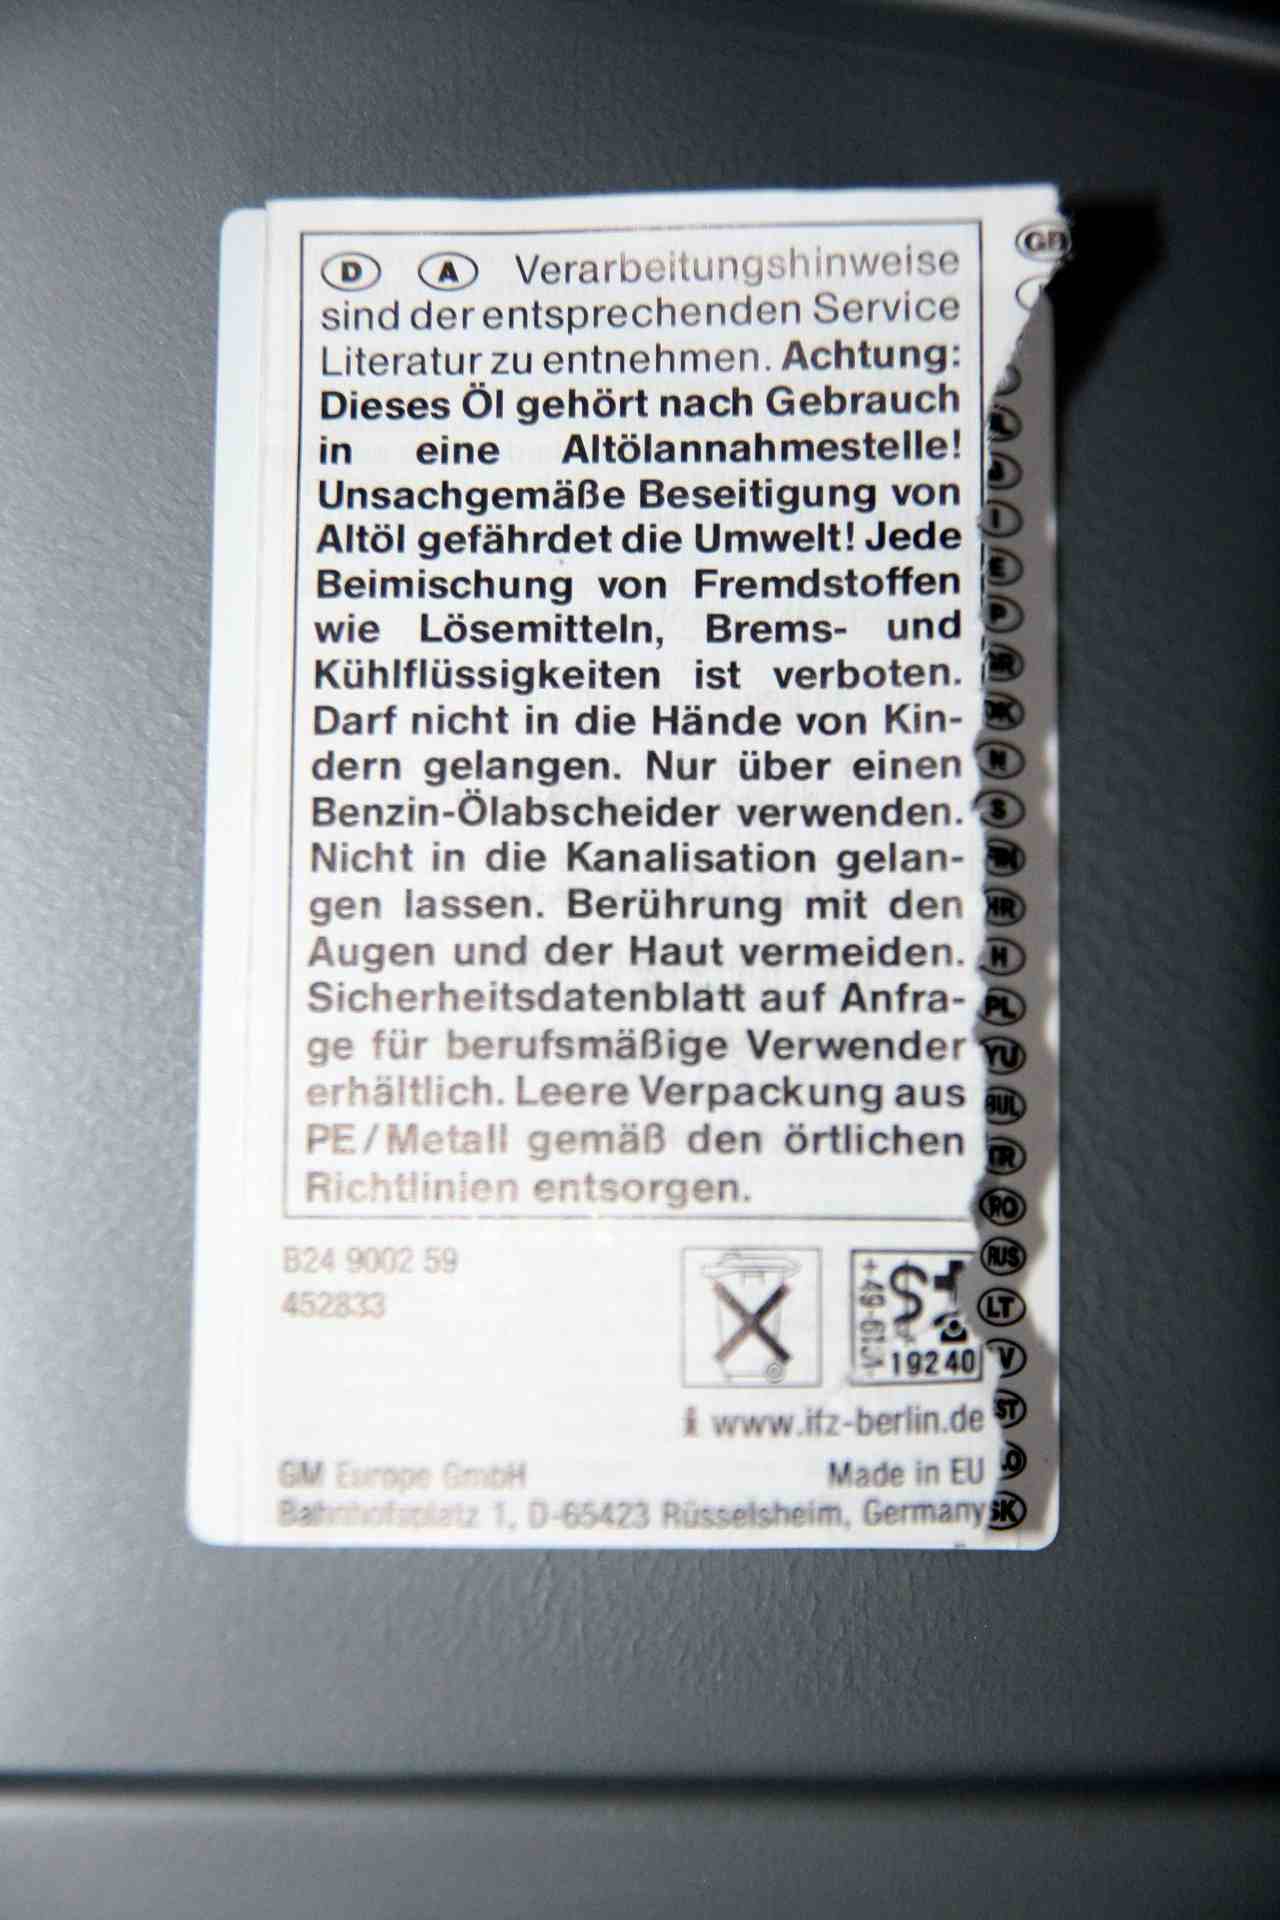 D A Verarbeitungshinweise
sind der entsprechenden Service
Literatur zu entnehmen. Achtung:
Dieses Öl gehört nach Gebrauch
in eine Altölannahmestelle!
Unsachgemäße Beseitigung von
Altöl gefährdet die Umwelt! Jede
Beimischung von Fremdstoffen
wie Lösemitteln, Brems- und
Kühlflüssigkeiten ist verboten.
Darf nicht in die Hände von Kin-
dern gelangen. Nur über einen
Benzin-Ölabscheider verwenden.
Nicht in die Kanalisation gelan-
gen lassen. Berührung mit den
Augen und der Haut vermeiden.
Sicherheitsdatenblatt auf Anfra-
ge für berufsmäßige Verwender
erhältlich. Leere Verpackung aus
PE/Metall gemäß den örtlichen
Richtlinien entsorgen.
B24 9002 59
452833
19240
i www.ifz-berlin.de
GM Europe GmbH
Made in EU
Bahnhofsplatz 1, D-65423 Rüsselsheim, Germany
GB
I
E
P
GR
N
S
HR
H
PL
YU
BUL
TR
RO
RUS
LT
V
ST
LO
SK